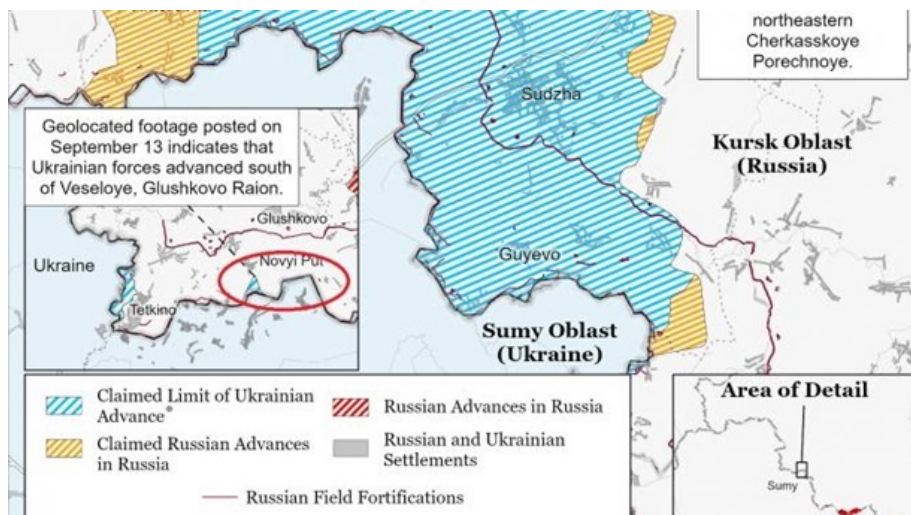 northeastern
Cherkasskoye
Porechnoye.
Sudzha
Geolocated footage posted on
September 13 indicates that
Ukrainian forces advanced south
of Veseloye, Glushkovo Raion.
Kursk Oblast
(Russia)
Glushkovo
Ukraine
Novyi Put
Guyevo
Tetkino
Sumy Oblast
(Ukraine)
Claimed Limit of Ukrainian
Advance*
Russian Advances in Russia
Claimed Russian Advances
in Russia
Russian and Ukrainian
Settlements
Russian Field Fortifications
Area of Detail
Sumy